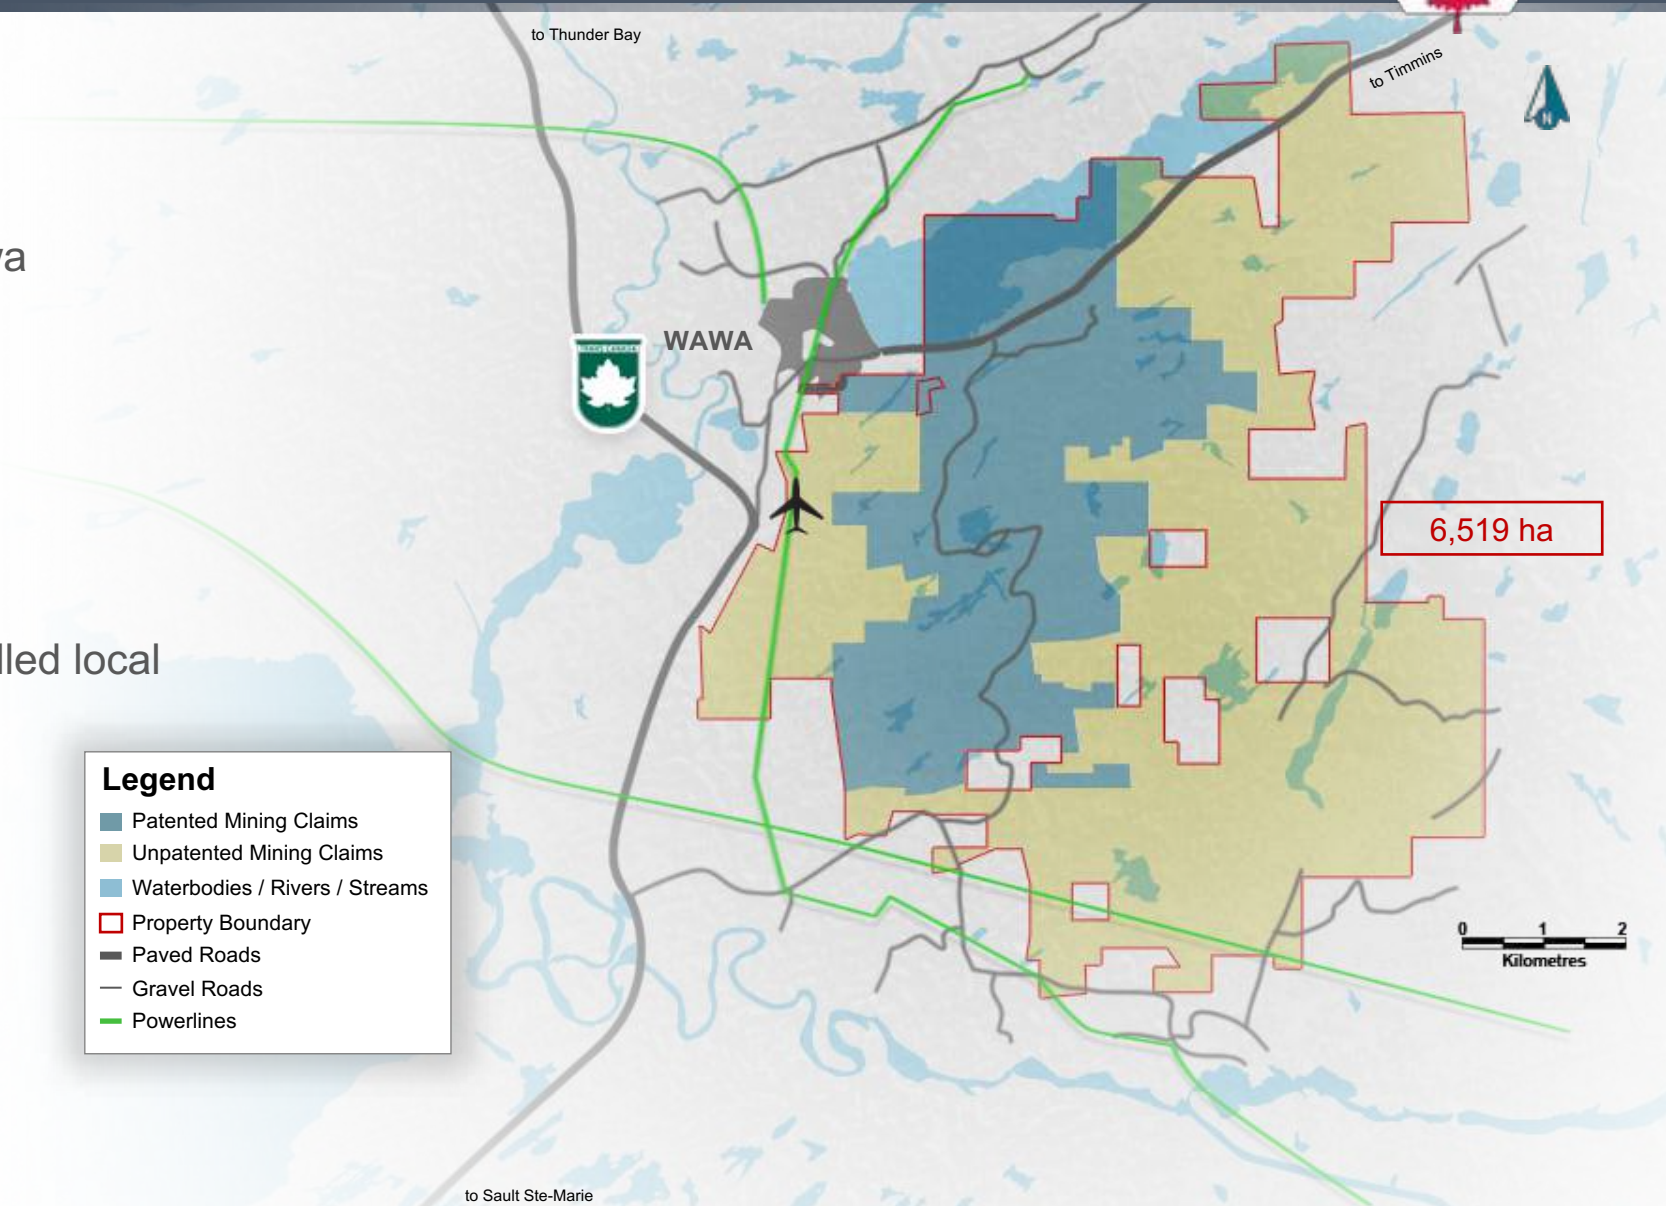 to Thunder Bay
to Timmins
N
WAWA
6,519 ha
lled local
Legend
Patented Mining Claims
Unpatented Mining Claims
Waterbodies / Rivers / Streams
Property Boundary
Paved Roads
Gravel Roads
Powerlines
0 1 2
Kilometres
to Sault Ste-Marie